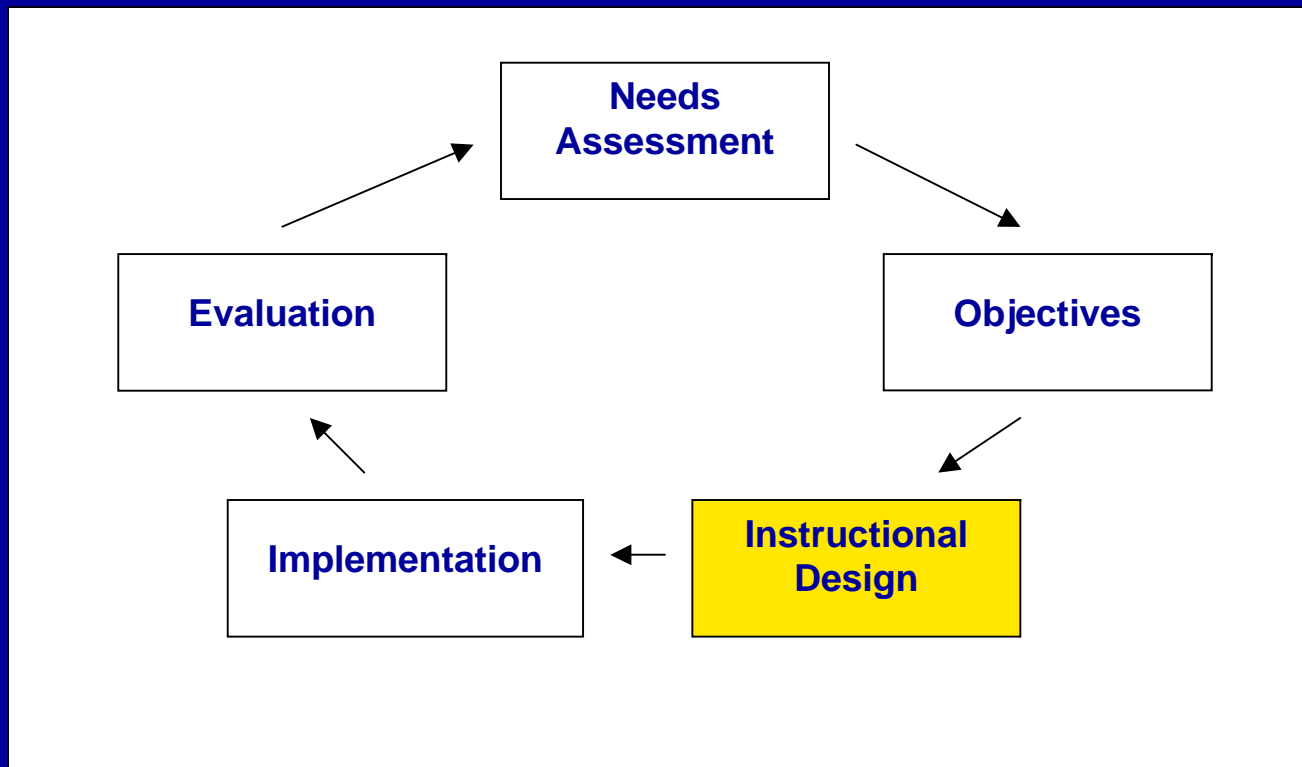 Needs
Assessment
Evaluation
Objectives
Implementation
Instructional
Design